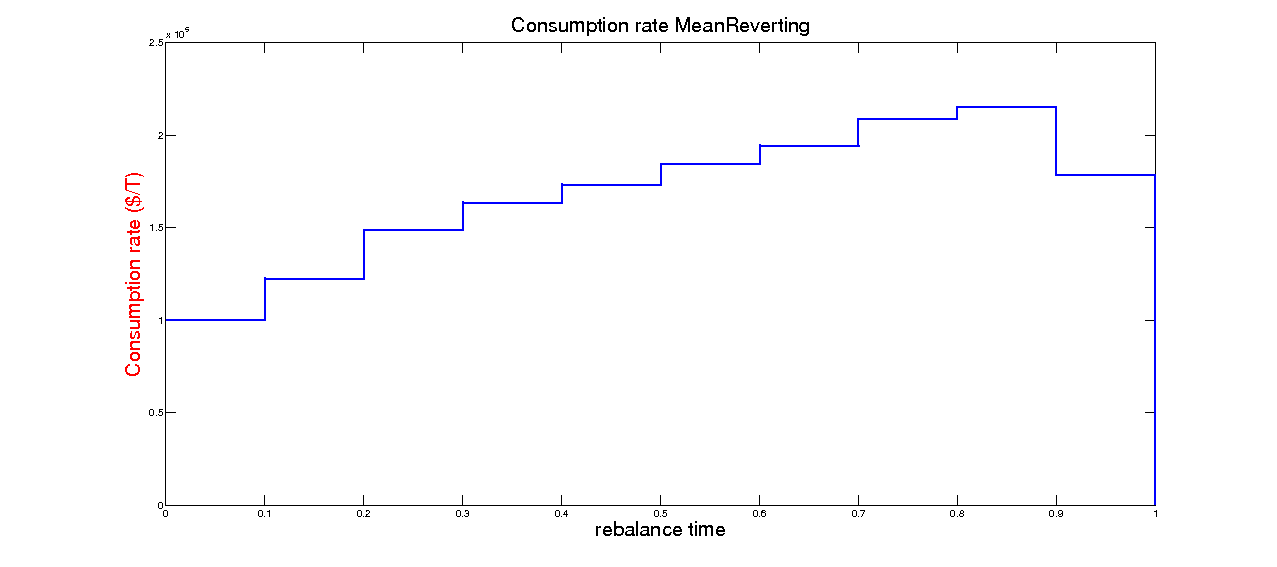 Consumption rate MeanReverting
x 10^5
2.5
2
1.5
1
0.5
0
Consumption rate ($/T)
0 0.1 0.2 0.3 0.4 0.5 0.6 0.7 0.8 0.9 1
rebalance time